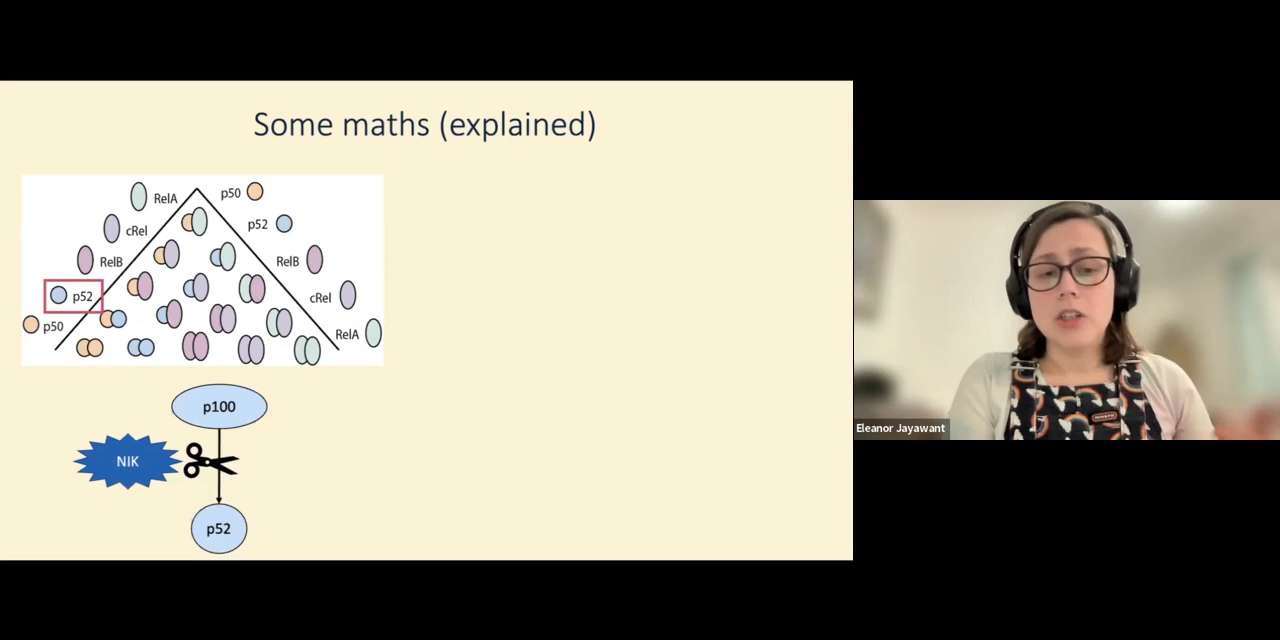 Some maths (explained)
RelA
p50
cRel
p52
RelB
RelB
p52
cRel
p50
RelA
p100
NIK
p52
Eleanor Jayawant